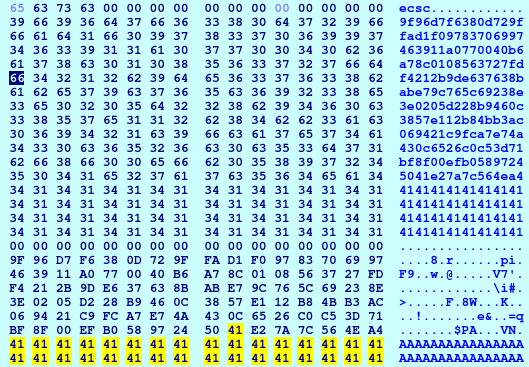 65 63 73 63 00 00 00 00 00 00 00 00 00 00 00 00 ecsc............
39 66 39 36 64 37 66 36 33 38 30 64 37 32 39 66 9f96d7f6380d729f
66 61 64 31 66 30 39 37 38 33 37 30 36 39 39 37 fad1f09783706997
34 36 33 39 31 31 61 30 37 37 30 30 34 30 62 36 463911a0770040b6
61 37 38 63 30 31 30 38 35 36 33 37 32 37 66 64 a78c0108563727fd
66 34 32 31 32 62 39 64 65 36 33 37 36 33 38 62 f4212b9de637638b
61 62 65 37 39 63 37 36 35 63 36 39 32 33 38 65 abe79c765c69238e
33 65 30 32 30 35 64 32 32 38 62 39 34 36 30 63 3e0205d228b9460c
33 38 35 37 65 31 31 32 62 38 34 62 62 33 61 63 3857e112b84bb3ac
30 36 39 34 32 31 63 39 66 63 61 37 65 37 34 61 069421c9fca7e74a
34 33 30 63 36 35 32 36 63 30 63 35 33 64 37 31 430c6526c0c53d71
62 66 38 66 30 30 65 66 62 30 35 38 39 37 32 34 bf8f00efb0589724
35 30 34 31 65 32 37 61 37 63 35 36 34 65 61 34 5041e27a7c564ea4
34 31 34 31 34 31 34 31 34 31 34 31 34 31 34 31 4141414141414141
34 31 34 31 34 31 34 31 34 31 34 31 34 31 34 31 4141414141414141
34 31 34 31 34 31 34 31 34 31 34 31 34 31 34 31 4141414141414141
34 31 34 31 34 31 34 31 34 31 34 31 34 31 34 31 4141414141414141
00 00 00 00 00 00 00 00 00 00 00 00 00 00 00 00 ................
9F 96 D7 F6 38 0D 72 9F FA D1 F0 97 83 70 69 97 ....8.r......pi.
46 39 11 A0 77 00 40 B6 A7 8C 01 08 56 37 27 FD F9..w.@.....V7'.
F4 21 2B 9D E6 37 63 8B AB E7 9C 76 5C 69 23 8E .......\i#.
3E 02 05 D2 28 B9 46 0C 38 57 E1 12 B8 4B B3 AC >.....F.8W...K..
06 94 21 C9 FC A7 E7 4A 43 0C 65 26 C0 C5 3D 71 ..!.......e&..=q
BF 8F 00 EF B0 58 97 24 50 41 E2 7A 7C 56 4E A4 .......$PA...VN.
41 41 41 41 41 41 41 41 41 41 41 41 41 41 41 41 AAAAAAAAAAAAAAAA
41 41 41 41 41 41 41 41 41 41 41 41 41 41 41 41 AAAAAAAAAAAAAAAA